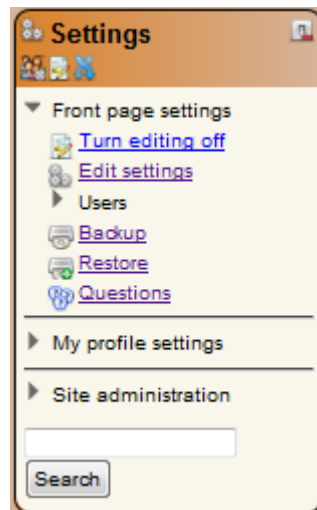 Settings
Front page settings
Turn editing off
Edit settings
Users
Backup
Restore
Questions
My profile settings
Site administration
Search